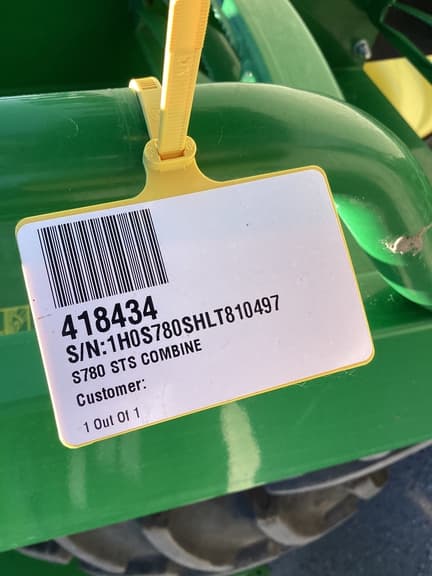 418434
S/N:1H0S780SHLT810497
S780 STS COMBINE
Customer:
1 Out Of 1